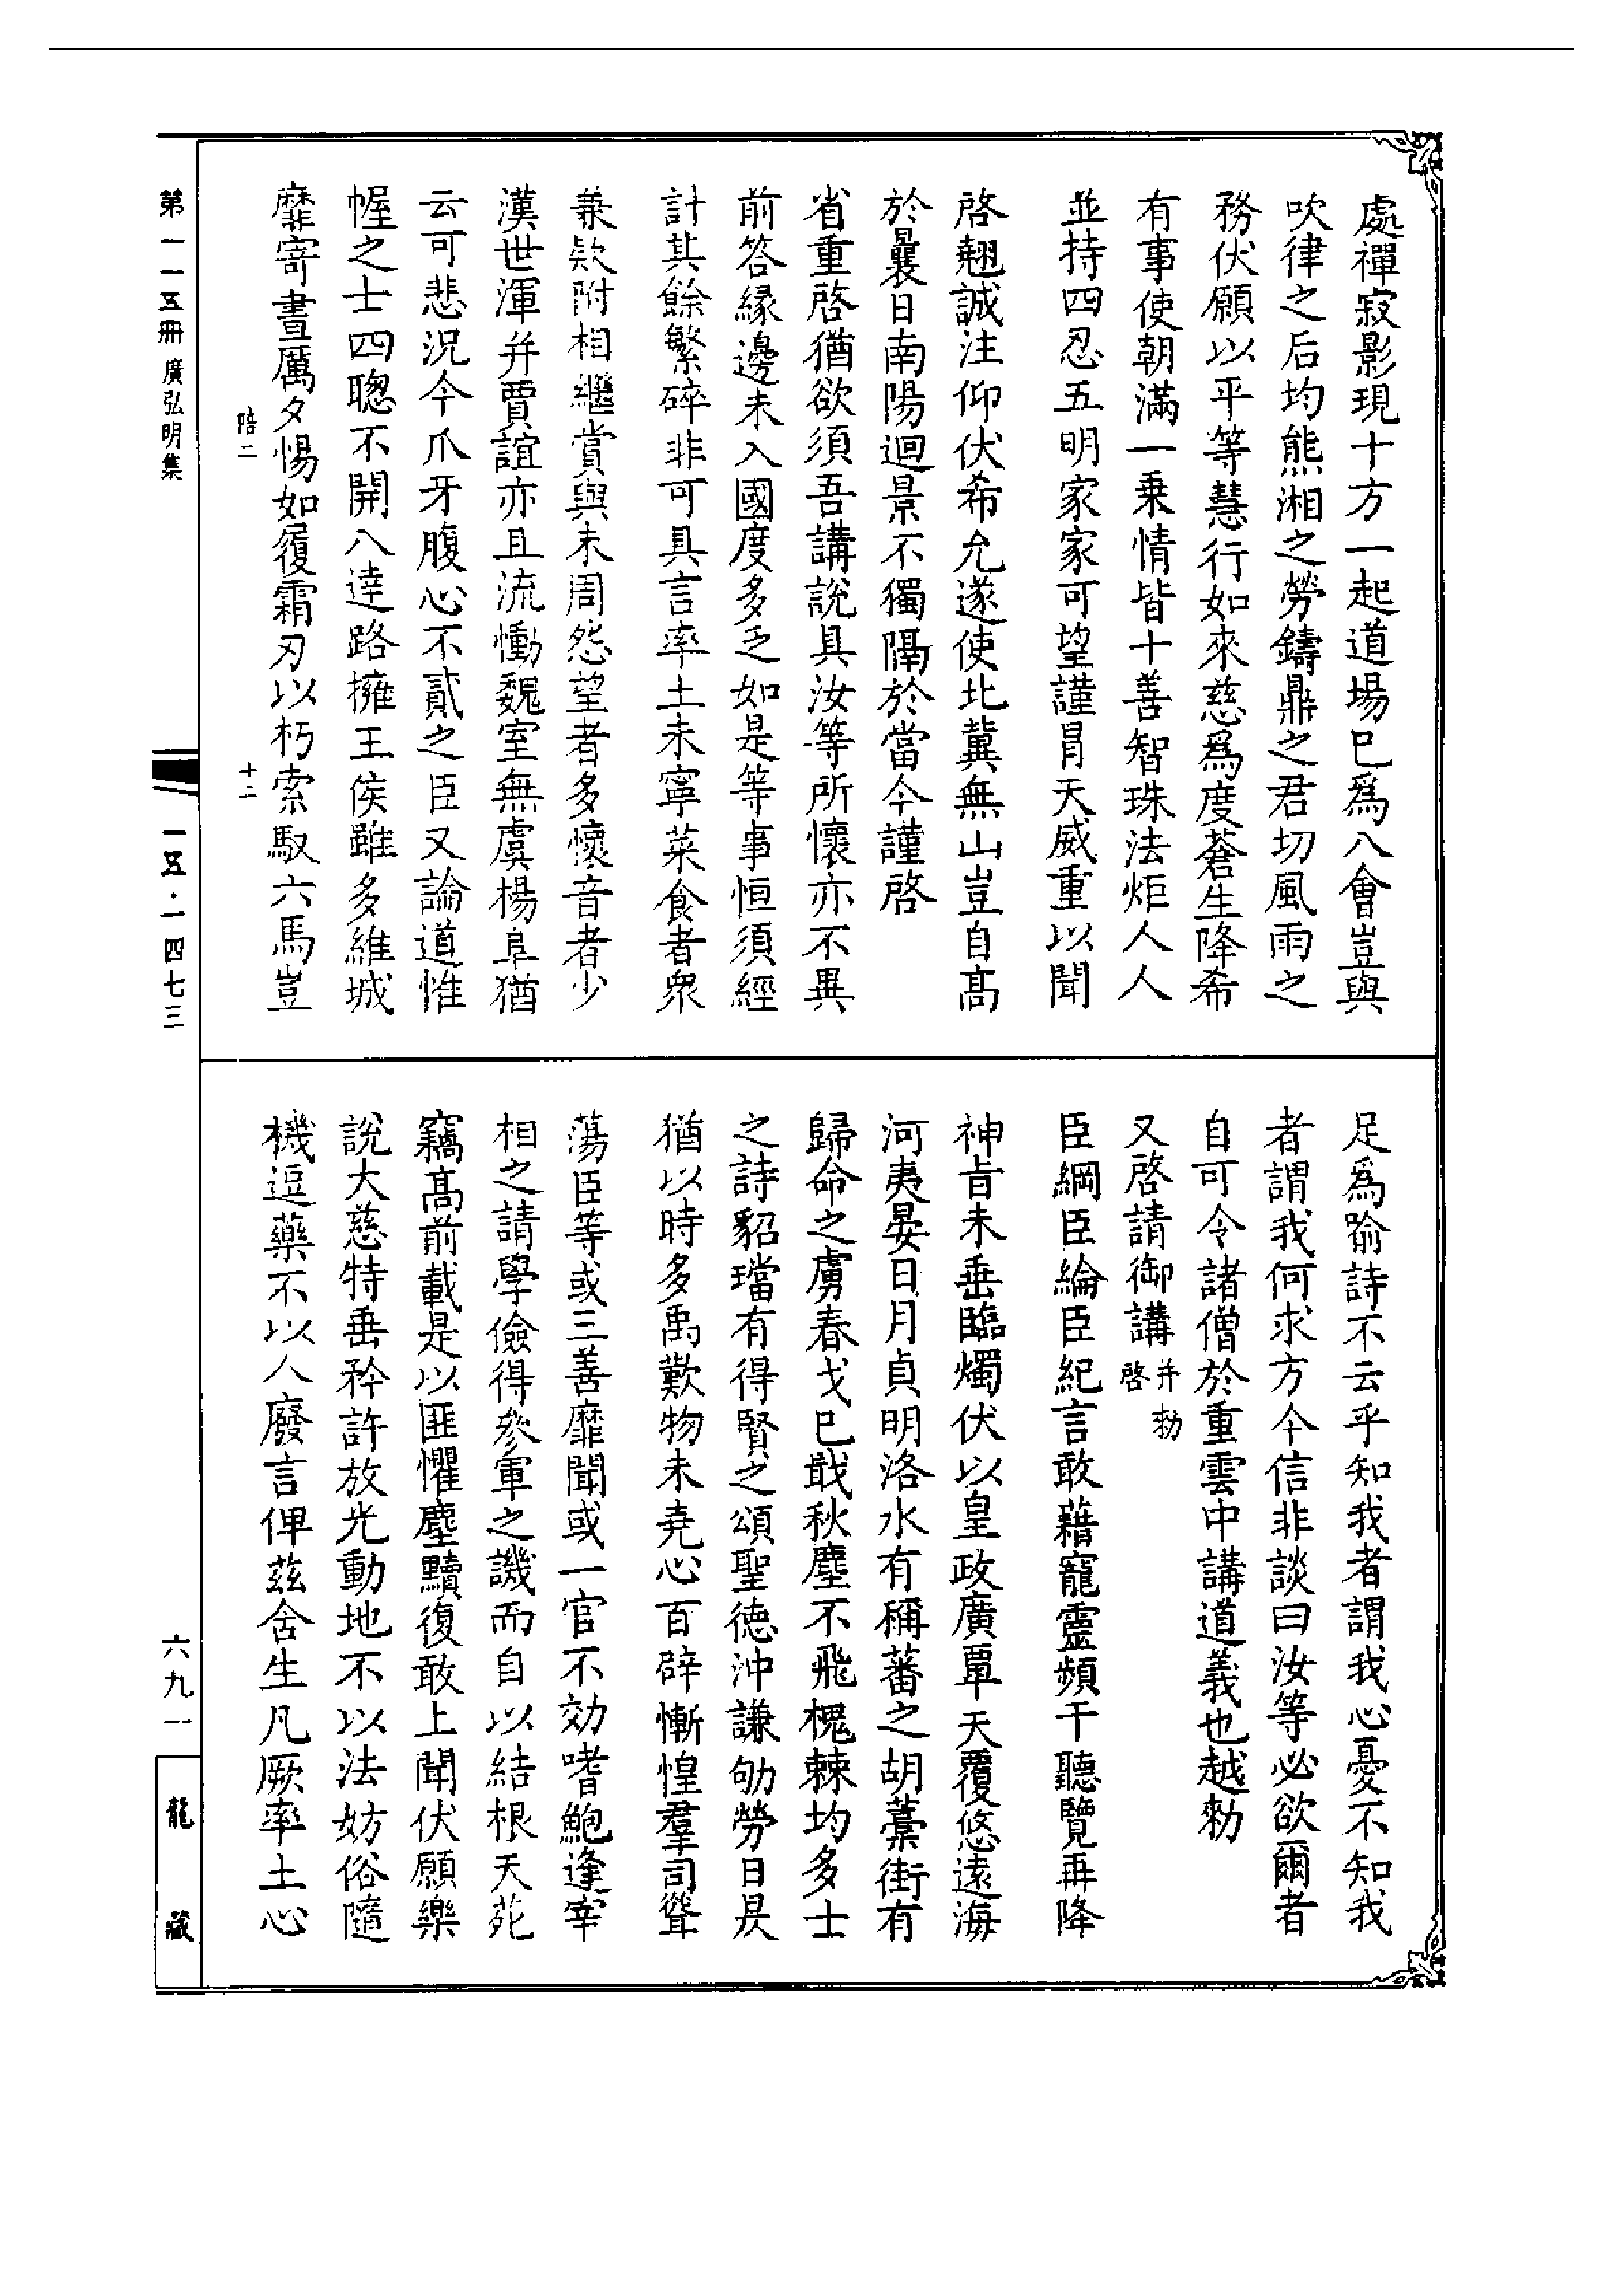 處禪寂影現十方一起道場已爲八會豈與
吹律之后均熊湘之勞鑄鼎之君切風雨之
務伏願以平等慧行如來慈爲度蒼生降希
有事使朝滿一乗情皆十善智珠法炬人人
並持四忍五明家家可望謹冐天威重以聞
啓翹誠注仰伏希允遂使北冀無山豈自髙
於曩日南陽迴景不獨隔於當今謹啓
省重啓猶欲須吾講說具汝等所懷亦不異
前答縁邊未入國度多乏如是等事恒須經
計其餘繁碎非可具言率土未寧菜食者衆
兼欵附相繼賞與未周怨望者多懷音者少
漢世渾并賈誼亦且流慟魏室無虞楊阜猶
云可悲況今爪牙腹心不貳之臣又論道惟
幄之士四聰不開八達路擁王侯雖多維城
靡寄晝厲夕惕如履霜刃以朽索馭六馬豈
足爲喻詩不云乎知我者謂我心憂不知我
者謂我何求方今信非談日汝等必欲爾者
自可令諸僧於重雲中講道義也越勑
又啓請御講并勑啓
臣綱臣綸臣紀言敢藉寵靈頻干聽覽再降
神旨未垂臨燭伏以皇政廣覃天覆悠遠海
河夷晏日月貞明洛水有稱蕃之胡藁街有
歸命之虜春戈巳戢秋塵不飛槐棘均多士
之詩貂璫有得賢之頌聖德沖謙劬勞日昃
猶以時多禹歎物未堯心百辟慚惶羣司聳
蕩臣等或三善靡聞或一官不効嗜鮑逢宰
相之請學儉得參軍之譏而自以結根天苑
竊髙前載是以匪懼塵黷復敢上聞伏願樂
說大慈特垂矜許放光動地不以法妨俗隨
機逗藥不以人廢言俾茲含生凡厥率土心
陪二
十二
第一一五冊 廣弘明集
一五·一四七三
六九一
龍藏